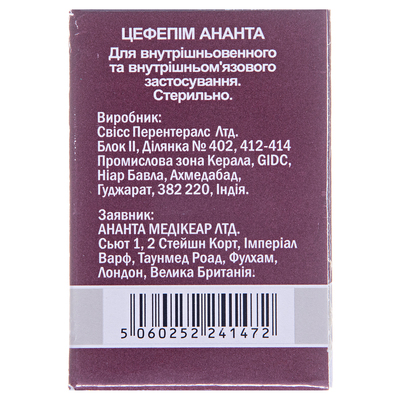 ЦЕФЕПІМ АНАНТА
Для внутрішньовенного
та внутрішньом'язового
застосування.
Стерильно.
Виробник:
Свісс Перентералс Лтд.
Блок II, Ділянка № 402, 412-414
Промислова зона Керала, GIDC,
Ніар Бавла, Ахмедабад,
Гуджарат, 382 220, Індія.
Заявник:
АНАНТА МЕДІКЕАР ЛТД.
Сьют 1, 2 Стейшн Корт, Імперіал
Варф, Таунмед Роад, Фулхам,
Лондон, Велика Британія.
5 060252 241472